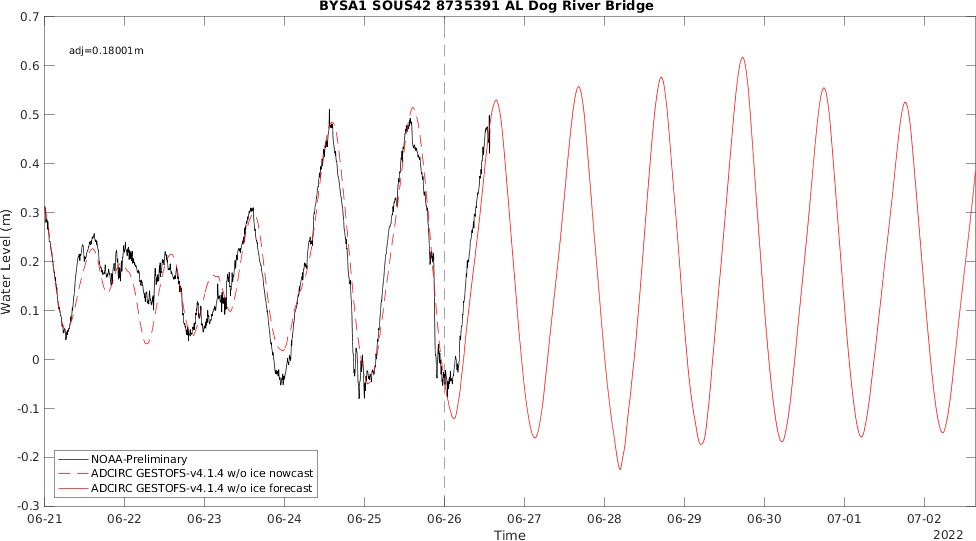 BYSA1 SOUS42 8735391 AL Dog River Bridge
0.7
adj=0.18001m
0.6
0.5
0.4
0.3
0.2
0.1
0
-0.1
-0.2
-0.3
Water Level (m)
NOAA-Preliminary
ADCIRC GESTOFS-v4.1.4 w/o ice nowcast
ADCIRC GESTOFS-v4.1.4 w/o ice forecast
06-21 06-22 06-23 06-24 06-25 06-26 06-27 06-28 06-29 06-30 07-01 07-02
Time 2022